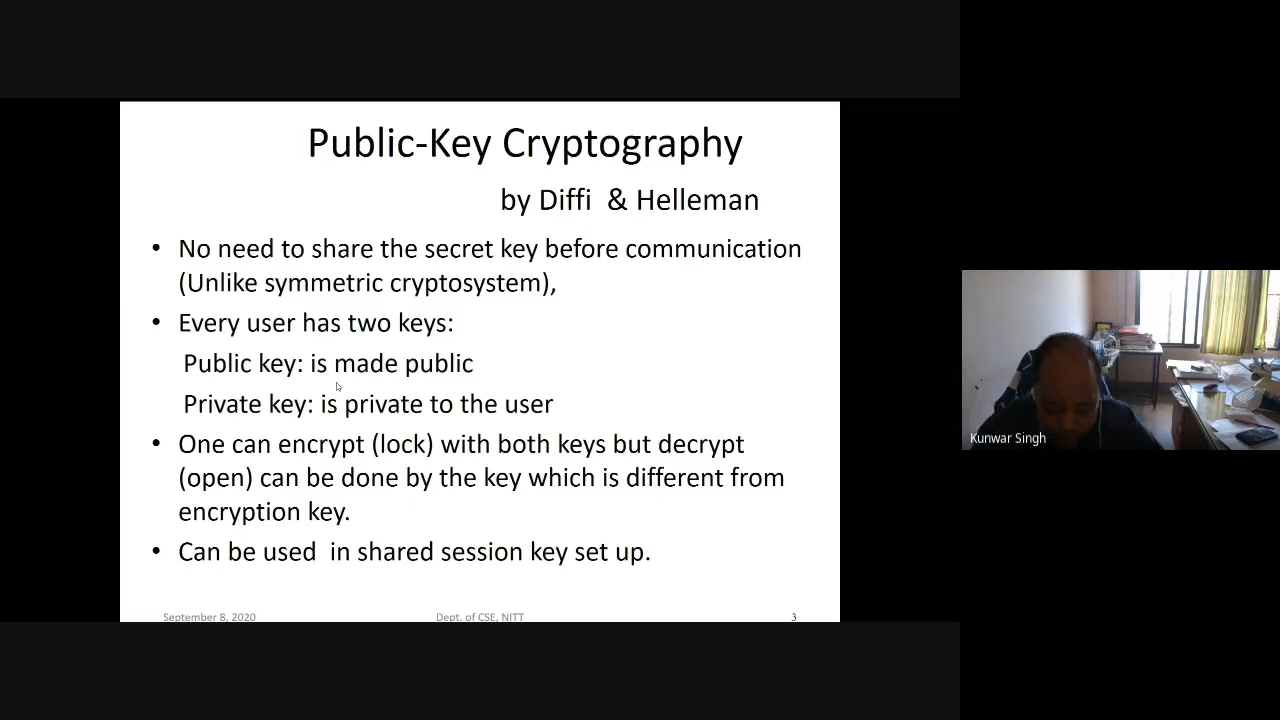 Public-Key Cryptography
by Diffi & Helleman
• No need to share the secret key before communication
(Unlike symmetric cryptosystem),
• Every user has two keys:
Public key: is made public
Private key: is private to the user
• One can encrypt (lock) with both keys but decrypt
(open) can be done by the key which is different from
encryption key.
• Can be used in shared session key set up.
September 8, 2020 Dept. of CSE, NITT 3
Kunwar Singh